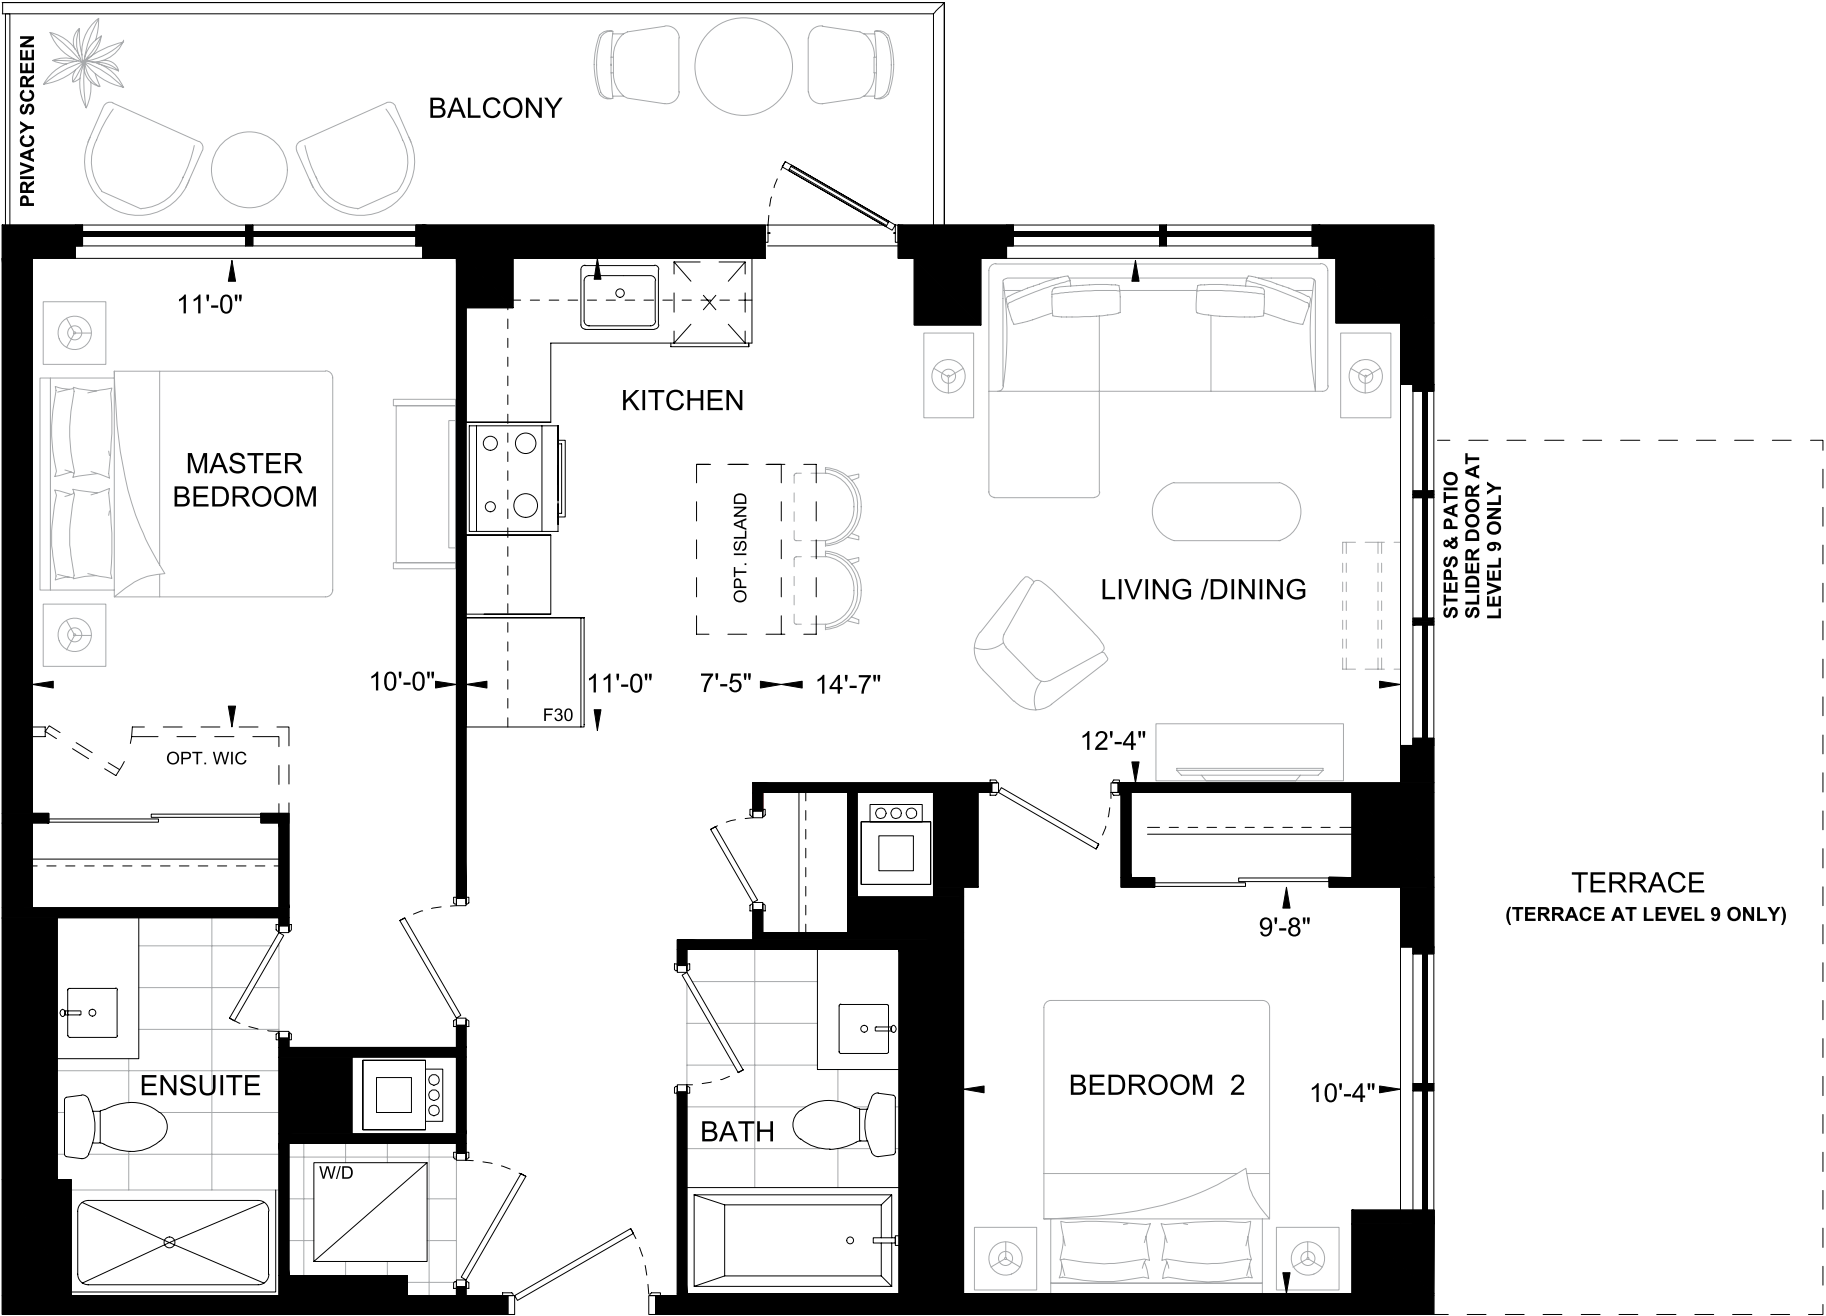 PRIVACY SCREEN
BALCONY
11'-0"
KITCHEN
MASTER
BEDROOM
OPT. ISLAND
STEPS & PATIO
SLIDER DOOR AT
LEVEL 9 ONLY
LIVING /DINING
10'-0"
11'-0"
7'-5"
14'-7"
F30
12'-4"
OPT. WIC
TERRACE
(TERRACE AT LEVEL 9 ONLY)
9'-8"
ENSUITE
BEDROOM 2
10'-4"
BATH
W/D